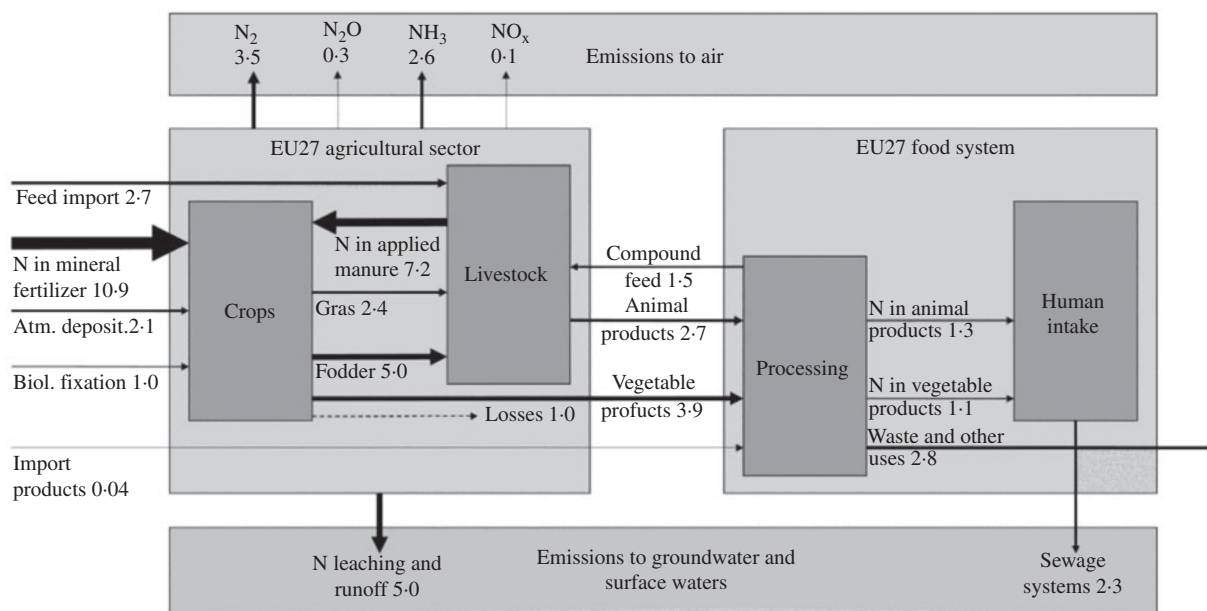 N₂
3·5
N₂O
0·3
NH₃
2·6
NOₓ
0·1
Emissions to air
EU27 agricultural sector
EU27 food system
Feed import 2·7
N in mineral
fertilizer 10·9
Atm. deposit.2·1
Biol. fixation 1·0
Import
products 0·04
Crops
N in applied
manure 7·2
Gras 2·4
Fodder 5·0
Losses 1·0
Livestock
Compound
feed 1·5
Animal
products 2·7
Vegetable
profucts 3·9
Processing
N in animal
products 1·3
N in vegetable
products 1·1
Waste and other
uses 2·8
Human
intake
N leaching and
runoff 5·0
Emissions to groundwater and
surface waters
Sewage
systems 2·3